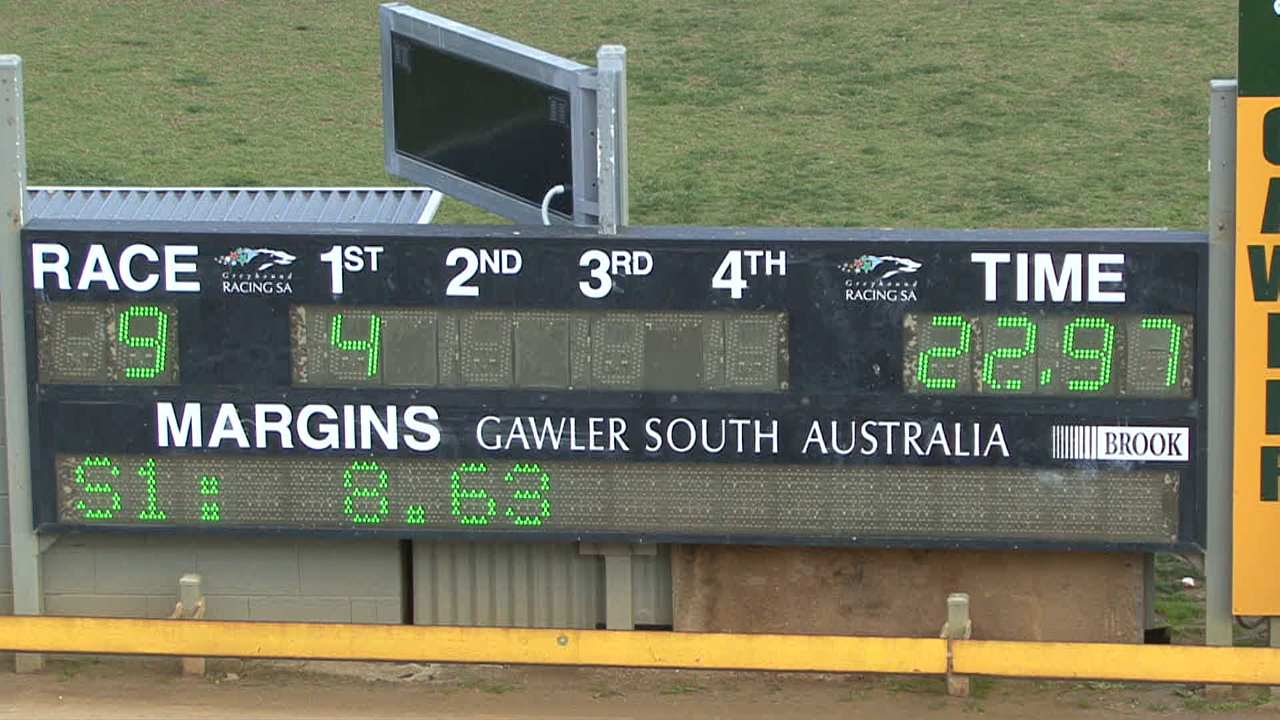 RACE Greyhound RACING SA 1ST 2ND 3RD 4TH Greyhound RACING SA TIME
9 4 22.97
MARGINS GAWLER SOUTH AUSTRALIA BROOK
S1: 8.63